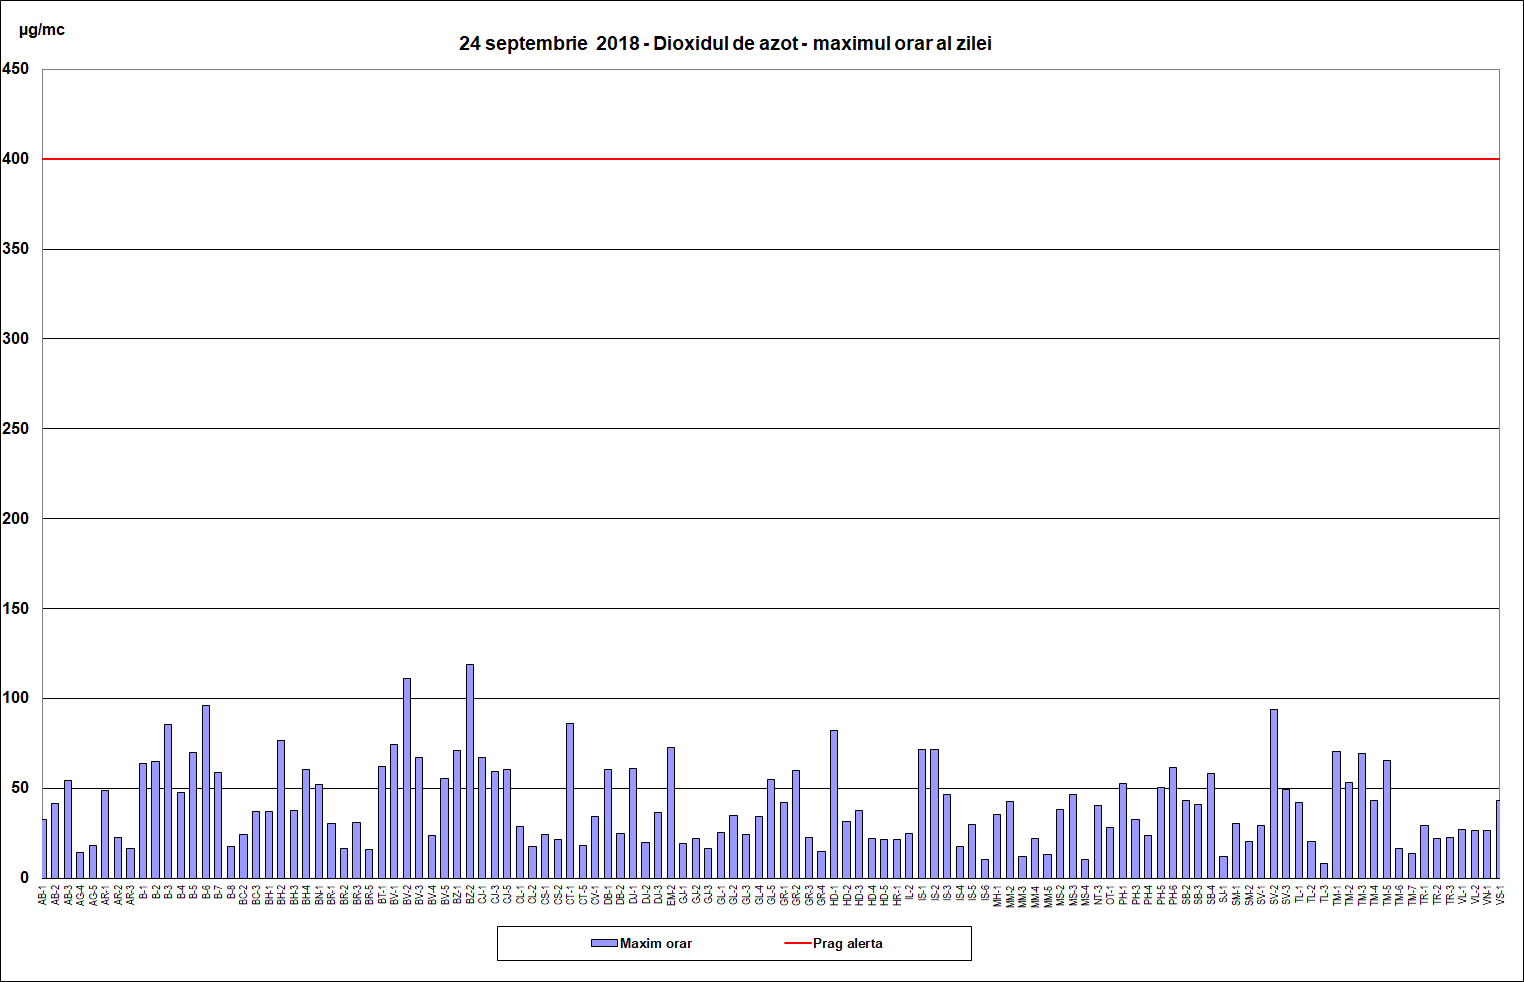 µg/mc
24 septembrie 2018 - Dioxidul de azot - maximul orar al zilei
450
400
350
300
250
200
150
100
50
0
AB-1 AB-2 AB-3 AG-4 AG-5 AR-1 AR-2 AR-3 B-1 B-2 B-3 B-4 B-5 B-6 B-7 B-8 BC-2 BC-3 BH-1 BH-2 BH-3 BH-4 BN-1 BR-1 BR-2 BR-3 BR-5 BT-1 BV-1 BV-2 BV-3 BV-4 BV-5 BZ-1 BZ-2 CJ-1 CJ-3 CJ-5 CL-1 CL-2 CS-1 CS-2 CT-1 CT-5 CV-1 DB-1 DB-2 DJ-1 DJ-2 DJ-3 EM-2 GJ-1 GJ-2 GJ-3 GL-1 GL-2 GL-3 GL-4 GL-5 GR-1 GR-2 GR-3 GR-4 HD-1 HD-2 HD-3 HD-4 HD-5 HR-1 IL-2 IS-1 IS-2 IS-3 IS-4 IS-5 IS-6 MH-1 MM-2 MM-3 MM-4 MM-5 MS-2 MS-3 MS-4 NT-3 OT-1 PH-1 PH-3 PH-4 PH-5 PH-6 SB-2 SB-3 SB-4 SJ-1 SM-1 SM-2 SV-1 SV-2 SV-3 TL-1 TL-2 TL-3 TM-1 TM-2 TM-3 TM-4 TM-5 TM-6 TM-7 TR-1 TR-2 TR-3 VL-1 VL-2 VN-1 VS-1
Maxim orar Prag alerta